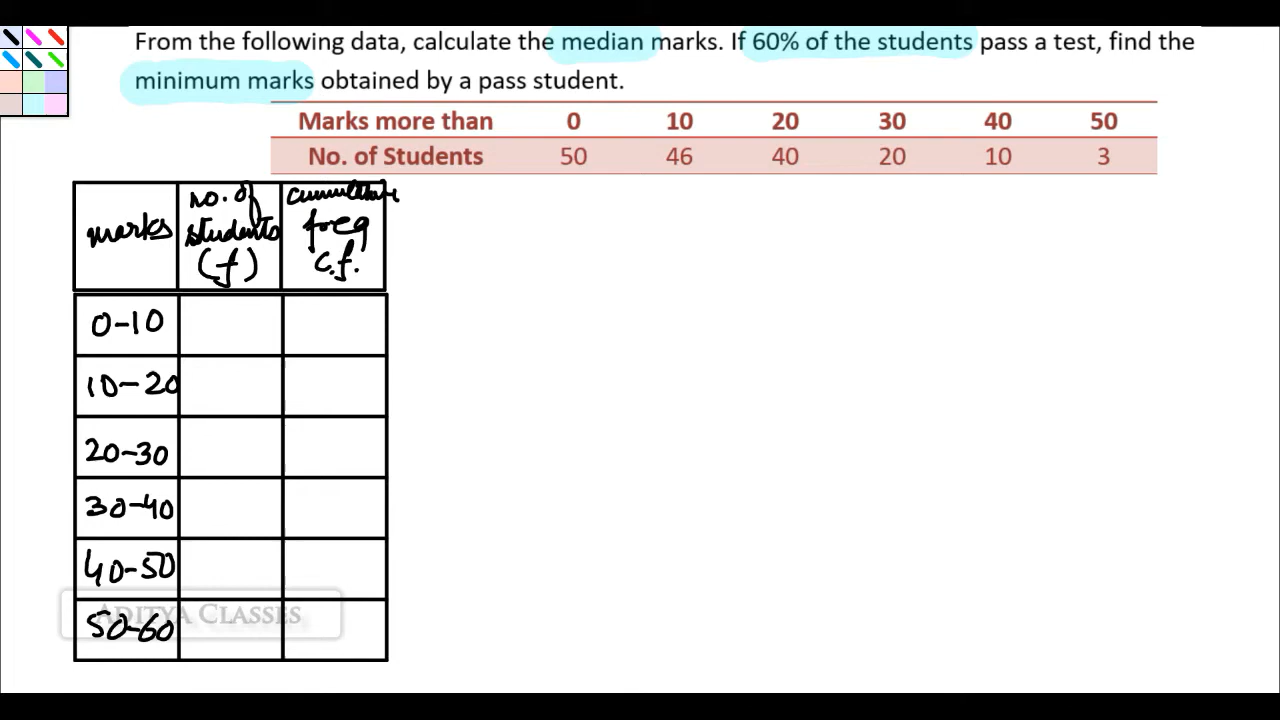 From the following data, calculate the median marks. If 60% of the students pass a test, find the
minimum marks obtained by a pass student.
Marks more than 0 10 20 30 40 50
No. of Students 50 46 40 20 10 3
marks
no. of
students
(f)
freq
c.f.
0-10
10-20
20-30
30-40
40-50
ADITYA CLASSES
50-60